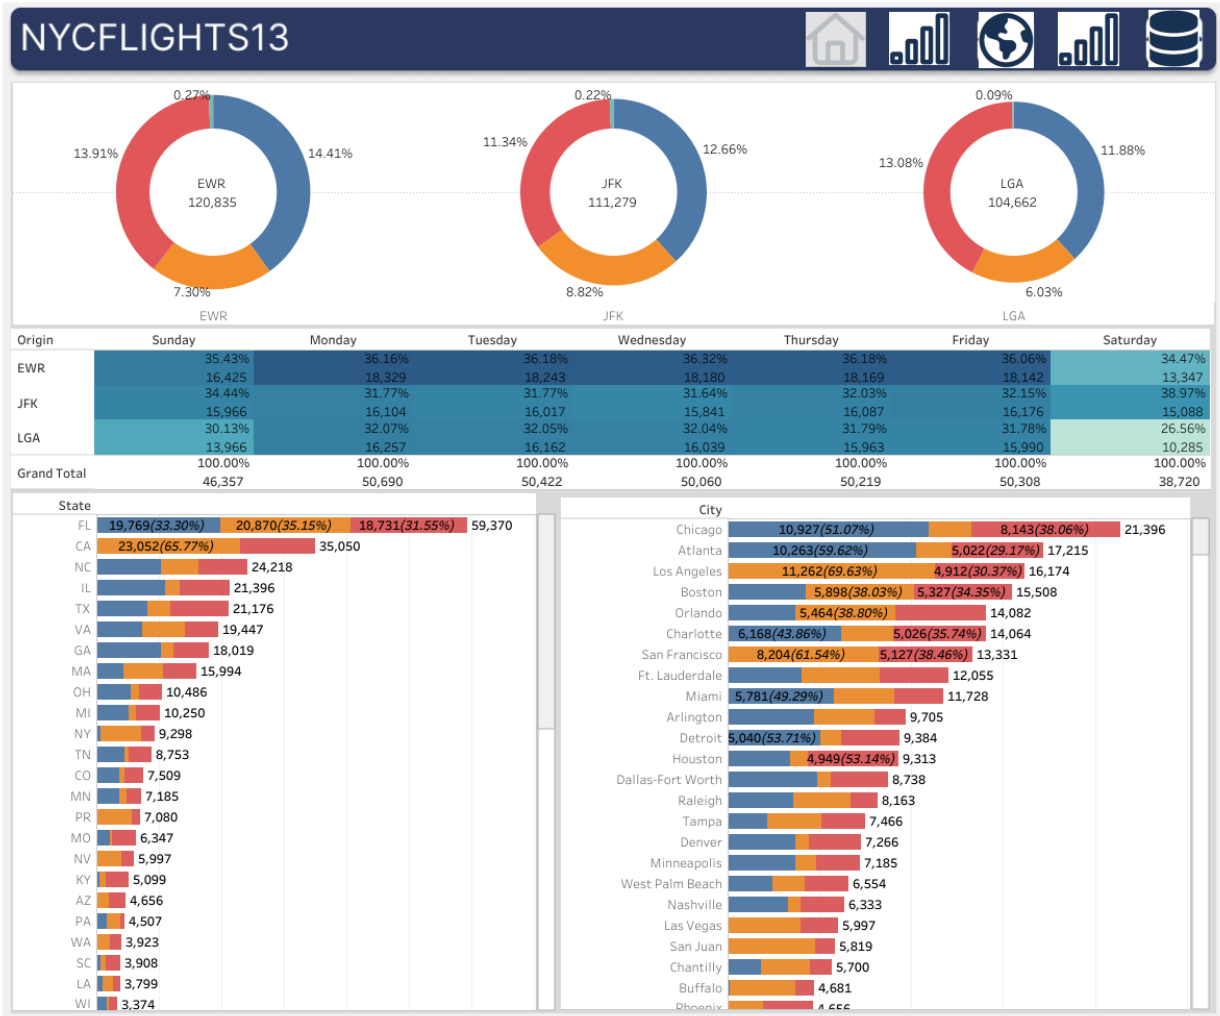 NYCFLIGHTS13
0.27%
0.22%
0.09%
13.91%
14.41%
11.34%
12.66%
13.08%
11.88%
EWR
120,835
JFK
111,279
LGA
104,662
7.30%
8.82%
6.03%
EWR
JFK
LGA
Origin Sunday Monday Tuesday Wednesday Thursday Friday Saturday
EWR
35.43% 36.16% 36.18% 36.32% 36.18% 36.06% 34.47%
16,425 18,329 18,243 18,180 18,169 18,142 13,347
JFK
34.44% 31.77% 31.77% 31.64% 32.03% 32.15% 38.97%
15,966 16,104 16,017 15,841 16,087 16,176 15,088
LGA
30.13% 32.07% 32.05% 32.04% 31.79% 31.78% 26.56%
13,966 16,257 16,162 16,039 15,963 15,990 10,285
Grand Total
100.00% 100.00% 100.00% 100.00% 100.00% 100.00% 100.00%
46,357 50,690 50,422 50,060 50,219 50,308 38,720
State
FL 19,769(33.30%) 20,870(35.15%) 18,731(31.55%) 59,370
CA 23,052(65.77%) 35,050
NC 24,218
IL 21,396
TX 21,176
VA 19,447
GA 18,019
MA 15,994
OH 10,486
MI 10,250
NY 9,298
TN 8,753
CO 7,509
MN 7,185
PR 7,080
MO 6,347
NV 5,997
KY 5,099
AZ 4,656
PA 4,507
WA 3,923
SC 3,908
LA 3,799
WI 3,374
City
Chicago 10,927(51.07%) 8,143(38.06%) 21,396
Atlanta 10,263(59.62%) 5,022(29.17%) 17,215
Los Angeles 11,262(69.63%) 4,912(30.37%) 16,174
Boston 5,898(38.03%) 5,327(34.35%) 15,508
Orlando 5,464(38.80%) 14,082
Charlotte 6,168(43.86%) 5,026(35.74%) 14,064
San Francisco 8,204(61.54%) 5,127(38.46%) 13,331
Ft. Lauderdale 12,055
Miami 5,781(49.29%) 11,728
Arlington 9,705
Detroit 5,040(53.71%) 9,384
Houston 4,949(53.14%) 9,313
Dallas-Fort Worth 8,738
Raleigh 8,163
Tampa 7,466
Denver 7,266
Minneapolis 7,185
West Palm Beach 6,554
Nashville 6,333
Las Vegas 5,997
San Juan 5,819
Chantilly 5,700
Buffalo 4,681
Phoenix 4,656